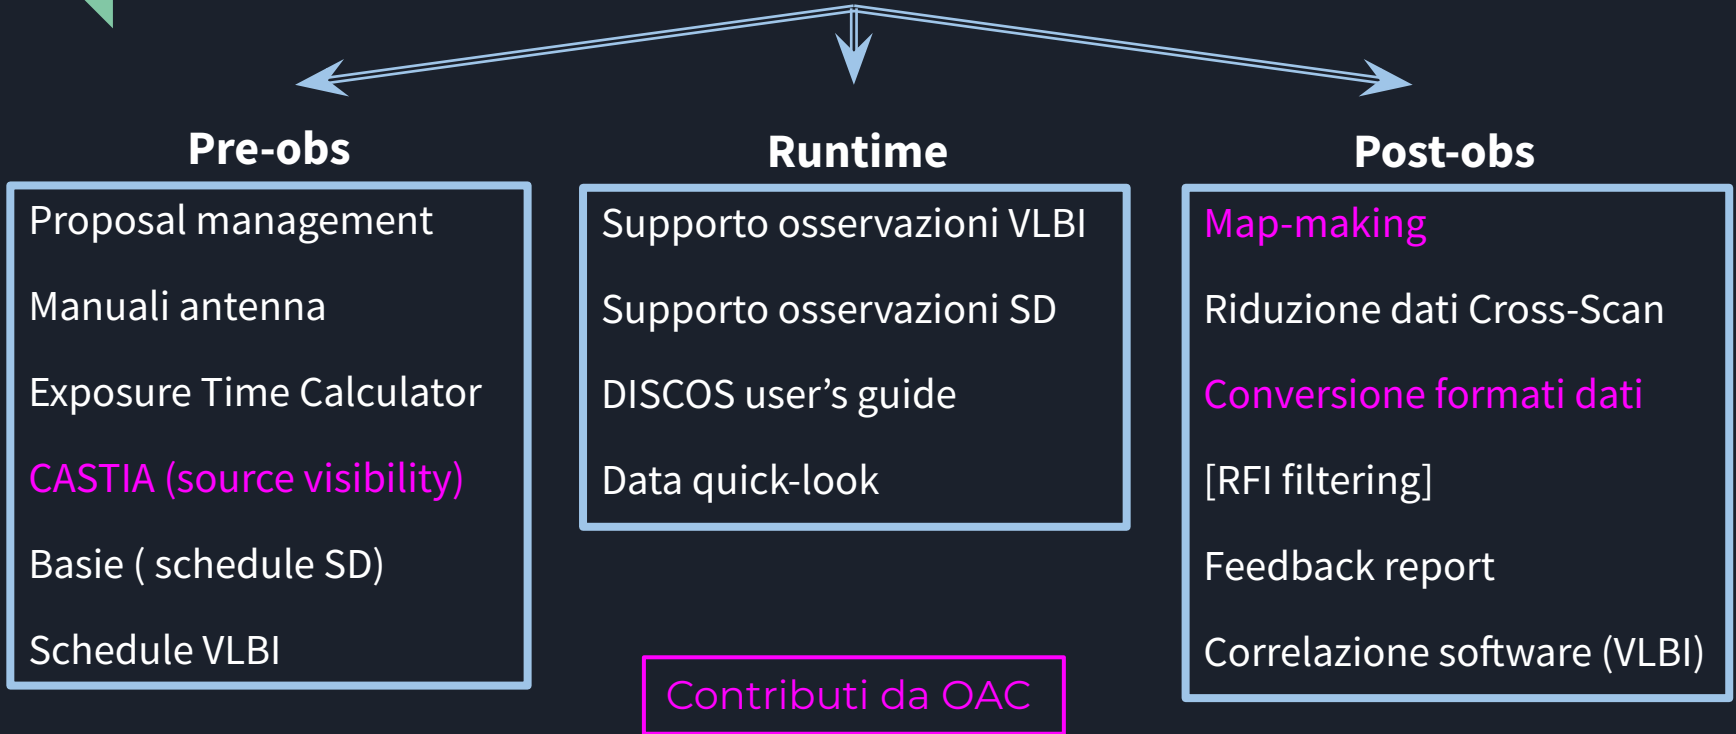 Pre-obs
Proposal management
Manuali antenna
Exposure Time Calculator
CASTIA (source visibility)
Basie ( schedule SD)
Schedule VLBI
Runtime
Supporto osservazioni VLBI
Supporto osservazioni SD
DISCOS user’s guide
Data quick-look
Post-obs
Map-making
Riduzione dati Cross-Scan
Conversione formati dati
[RFI filtering]
Feedback report
Correlazione software (VLBI)
Contributi da OAC